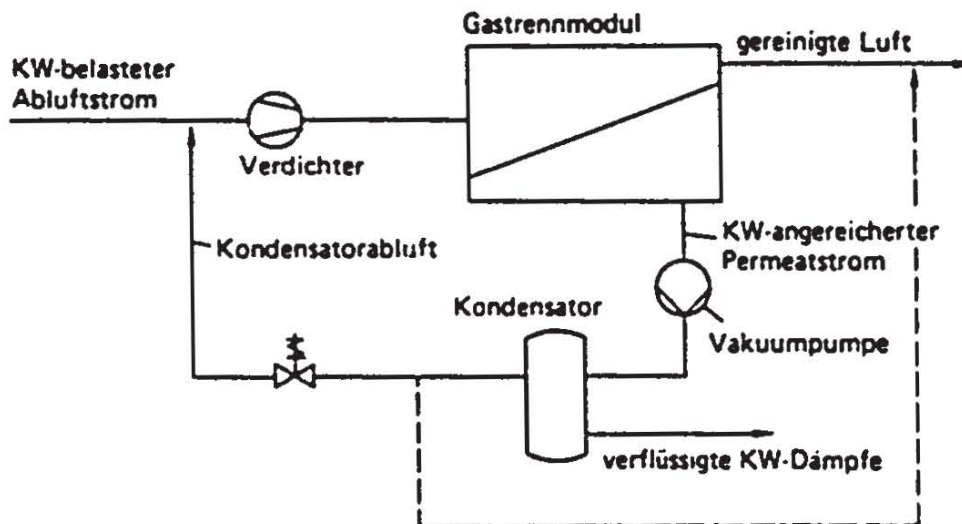 Gastrennmodul
gereinigte Luft
KW-belasteter
Abluftstrom
Verdichter
Kondensatorabluft
KW-angereicherter
Permeatstrom
Kondensator
Vakuumpumpe
verflüssigte KW-Dämpfe